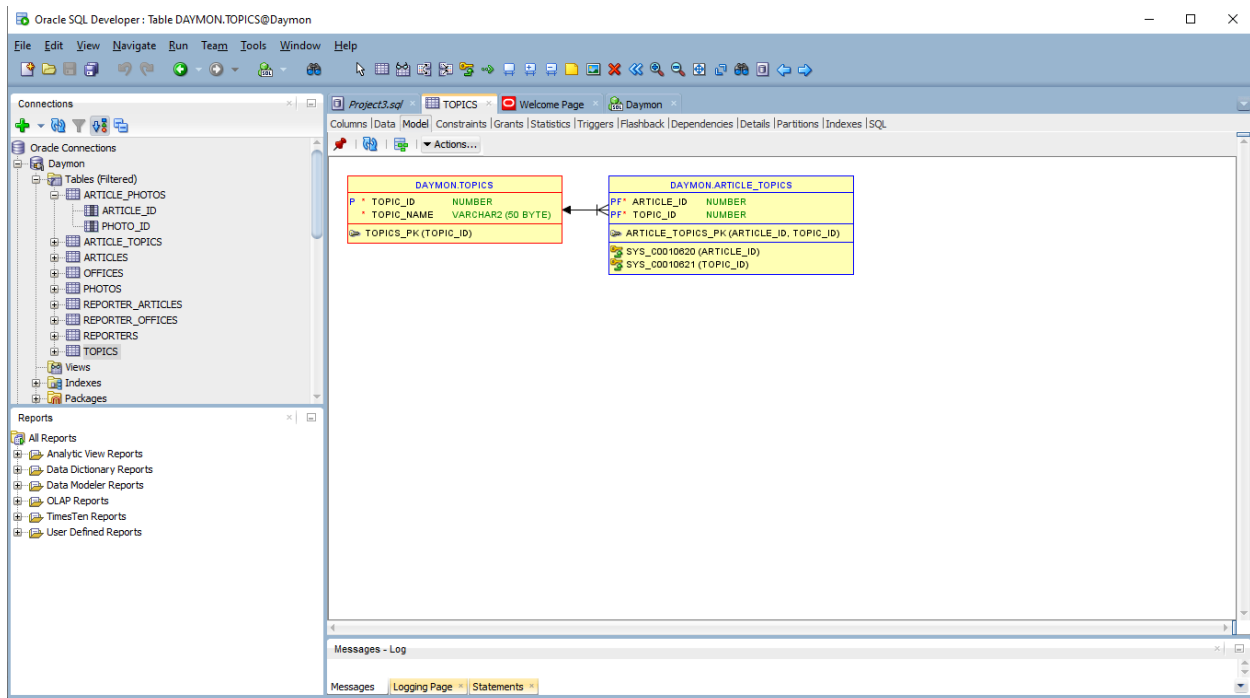 Oracle SQL Developer : Table DAYMON.TOPICS@Daymon
File Edit View Navigate Run Team Tools Window Help
Connections
Oracle Connections
Daymon
Tables (Filtered)
ARTICLE_PHOTOS
ARTICLE_ID
PHOTO_ID
ARTICLE_TOPICS
ARTICLES
OFFICES
PHOTOS
REPORTER_ARTICLES
REPORTER_OFFICES
REPORTERS
TOPICS
Views
Indexes
Packages
Reports
All Reports
Analytic View Reports
Data Dictionary Reports
Data Modeler Reports
OLAP Reports
TimesTen Reports
User Defined Reports
Project3.sql TOPICS Welcome Page Daymon
Columns |Data |Model |Constraints |Grants |Statistics |Triggers |Flashback |Dependencies |Details |Partitions |Indexes |SQL
Actions...
DAYMON.TOPICS
P * TOPIC_ID NUMBER
* TOPIC_NAME VARCHAR2 (50 BYTE)
TOPICS_PK (TOPIC_ID)
DAYMON.ARTICLE_TOPICS
PF* ARTICLE_ID NUMBER
PF* TOPIC_ID NUMBER
ARTICLE_TOPICS_PK (ARTICLE_ID, TOPIC_ID)
SYS_C0010620 (ARTICLE_ID)
SYS_C0010621 (TOPIC_ID)
Messages - Log
Messages Logging Page Statements